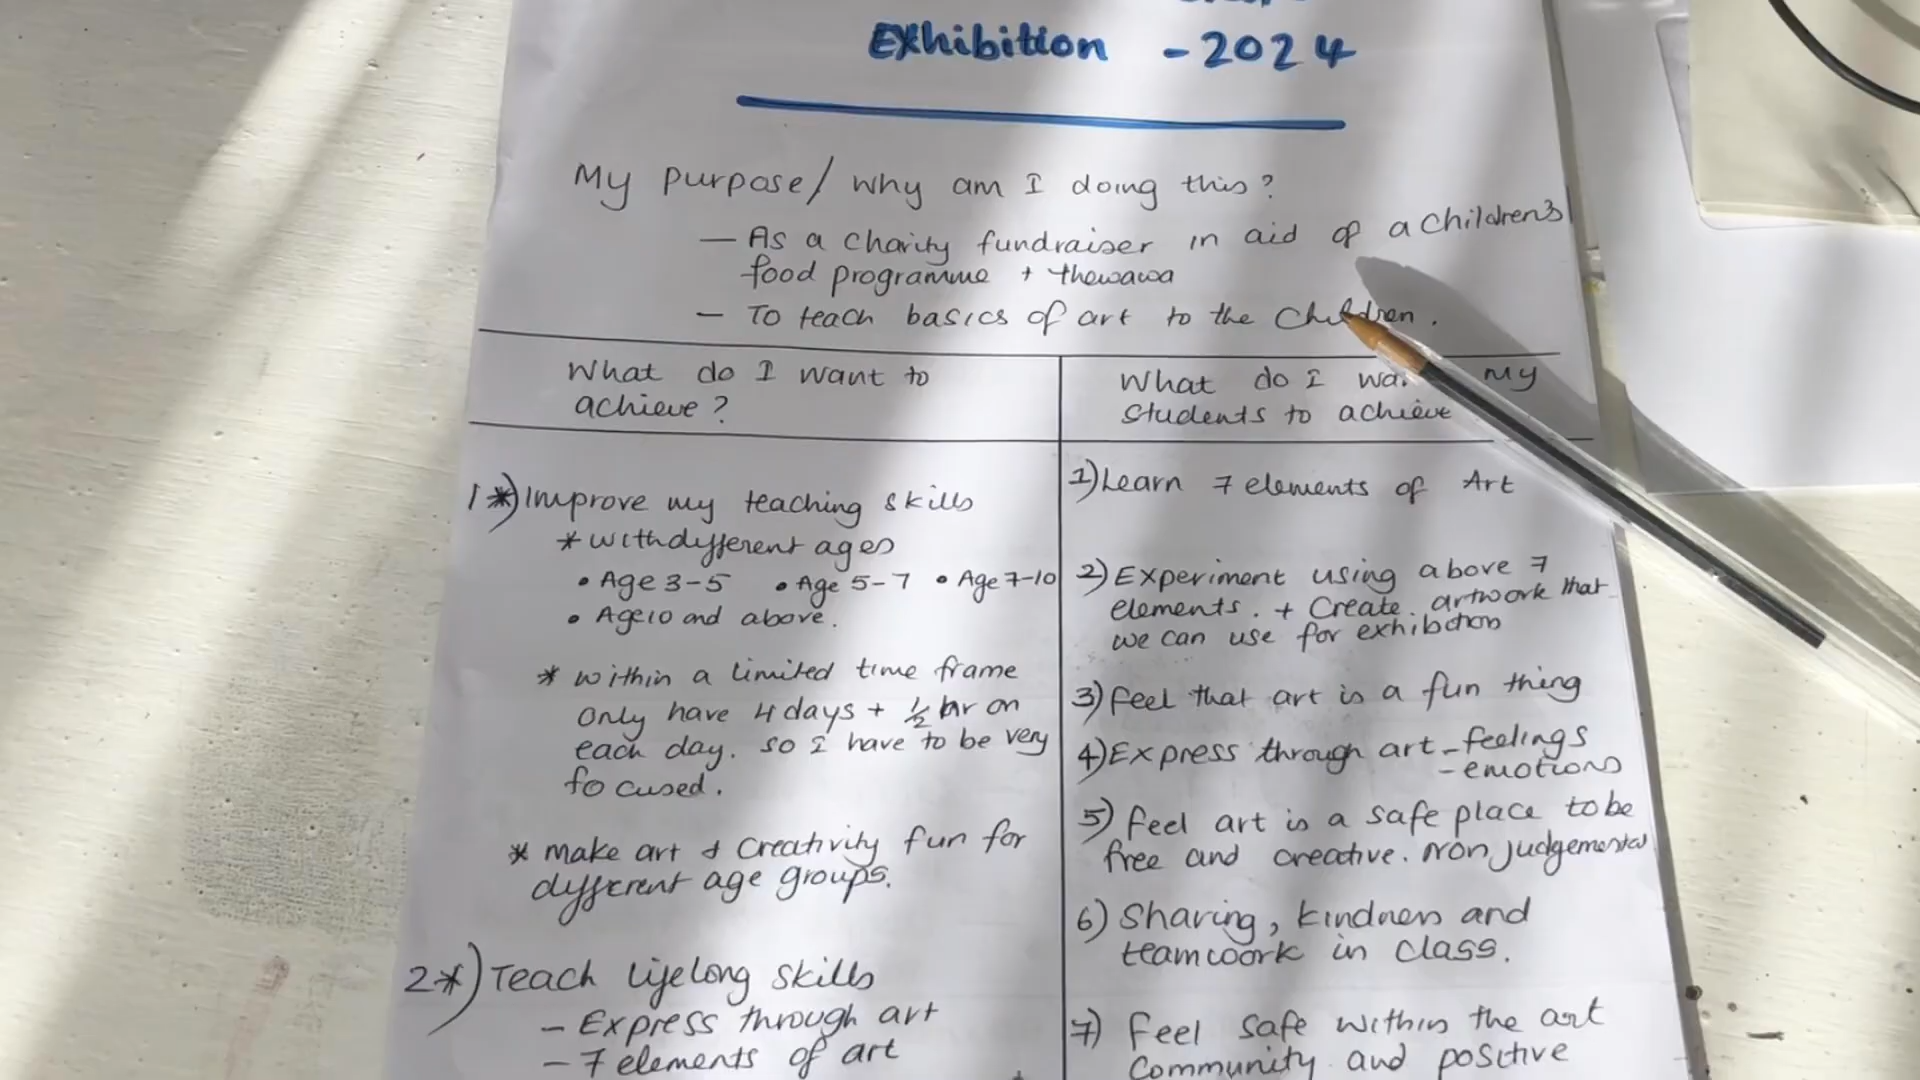 Exhibition - 2024
My purpose/ why am I doing this?
— As a charity fundraiser in aid of a children's
food programme + thewawa
— To teach basics of art to the children.
What do I want to
achieve?
1*) Improve my teaching skills
* with different ages
• Age 3-5 • Age 5-7 • Age 7-10
• Age 10 and above.
* within a limited time frame
only have 4 days + ½ hr on
each day. so I have to be very
focused.
* make art & creativity fun for
different age groups.
2*) Teach lifelong skills
— Express through art
— 7 elements of art
What do I my
students to achieve
1) Learn 7 elements of Art
2) Experiment using above 7
elements. + Create. artwork that
we can use for exhibition
3) feel that art is a fun thing
4) Express through art - feelings
- emotions
5) feel art is a safe place to be
free and creative. non judgemental
6) Sharing, kindness and
teamwork in class.
7) Feel safe within the art
community and positive